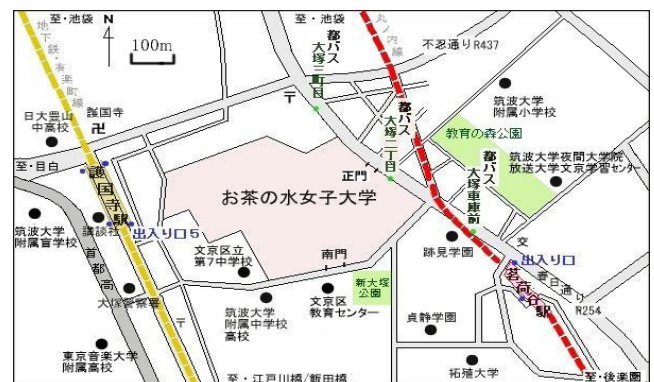 至・池袋
N
100m
地下鉄・有楽町線
至・池袋
丸ノ内線
不忍通りR437
都バス
大塚三丁目
〒
護国寺
卍
日大豊山
中高校
至・目白
都バス
大塚二丁目
筑波大学
附属小学校
教育の森公園
正門
都バス
大塚車庫前
筑波大学夜間大学院
放送大学文京学習センター
護国寺駅
お茶の水女子大学
筑波大学
附属盲学校
講談社
出入り口5
首都高
文京区立
第7中学校
南門
跡見学園
交
出入り口
春日通り
R254
茗荷谷駅
大塚警察署
〒
筑波大学
附属中学校
高校
文京区
教育センター
新大塚
公園
貞静学園
東京音楽大学
附属高校
拓殖大学
至・江戸川橋/飯田橋
至・後楽園